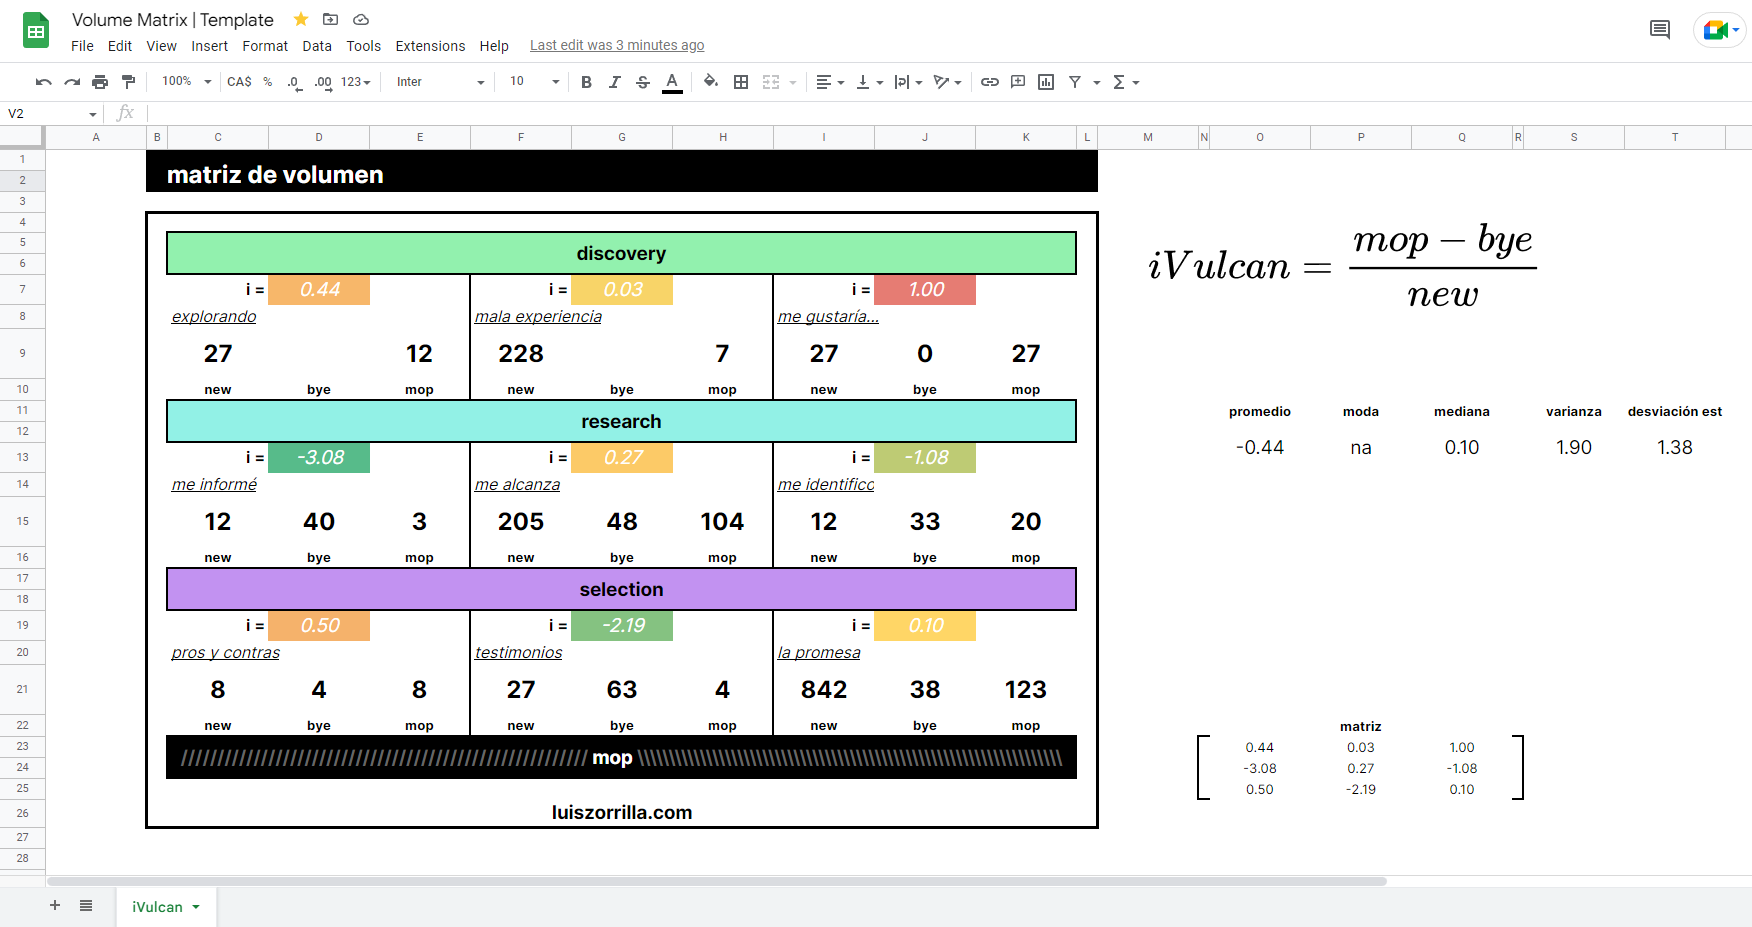 Volume Matrix | Template
File Edit View Insert Format Data Tools Extensions Help Last edit was 3 minutes ago
100% CA$ % .0 .00 123 Inter 10 B I S A
V2 fx
A B C D E F G H I J K L M N O P Q R S T
1
2 matriz de volumen
3
4
5 discovery
6
7 i = 0.44 i = 0.03 i = 1.00
8 explorando mala experiencia me gustaría...
9 27 12 228 7 27 0 27
10 new bye mop new bye mop new bye mop
iVulcan = mop − bye
new
11 research promedio moda mediana varianza desviación est
12
13 i = -3.08 i = 0.27 i = -1.08 -0.44 na 0.10 1.90 1.38
14 me informé me alcanza me identifico
15 12 40 3 205 48 104 12 33 20
16 new bye mop new bye mop new bye mop
17 selection
18
19 i = 0.50 i = -2.19 i = 0.10
20 pros y contras testimonios la promesa
21 8 4 8 27 63 4 842 38 123
22 new bye mop new bye mop new bye mop matriz
23 mop 0.44 0.03 1.00
24 -3.08 0.27 -1.08
25 0.50 -2.19 0.10
26 luiszorrilla.com
27
28
+ iVulcan